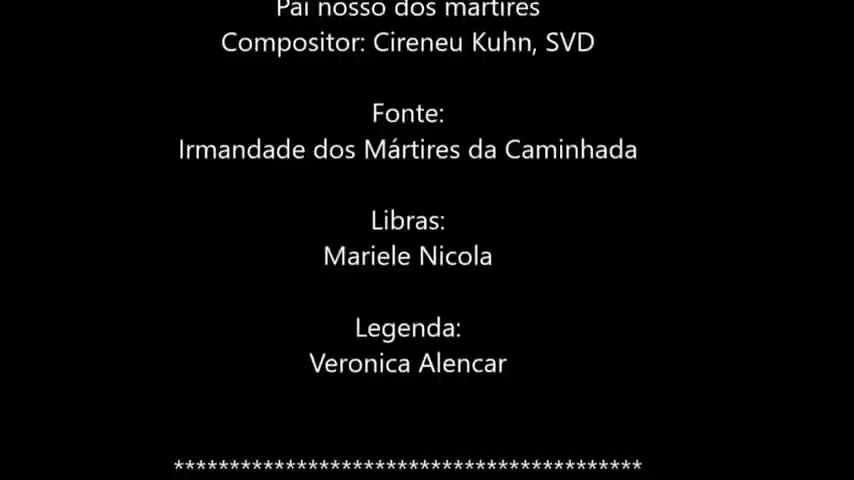 Pai nosso dos mártires
Compositor: Cireneu Kuhn, SVD
Fonte:
Irmandade dos Mártires da Caminhada
Libras:
Mariele Nicola
Legenda:
Veronica Alencar
******************************************